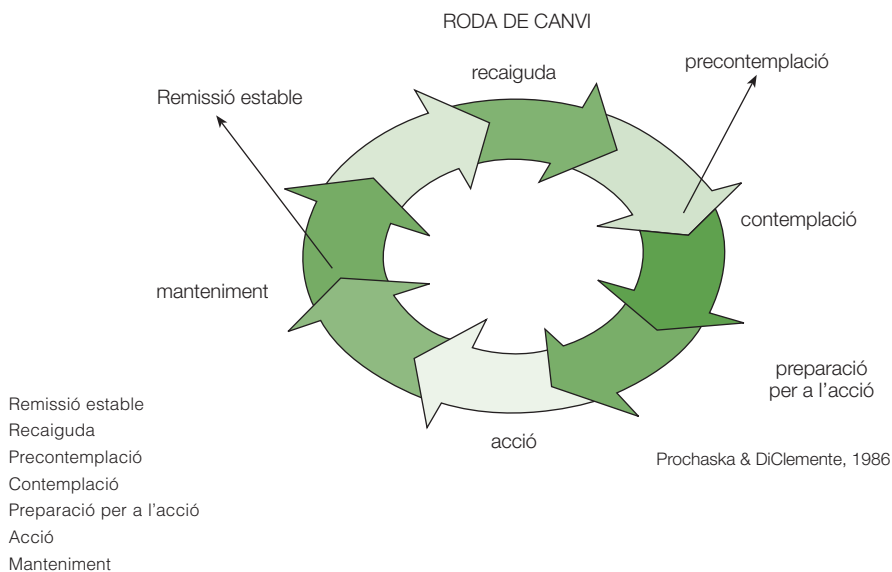 RODA DE CANVI
recaiguda
precontemplació
Remissió estable
contemplació
manteniment
preparació
per a l'acció
acció
Prochaska & DiClemente, 1986
Remissió estable
Recaiguda
Precontemplació
Contemplació
Preparació per a l'acció
Acció
Manteniment